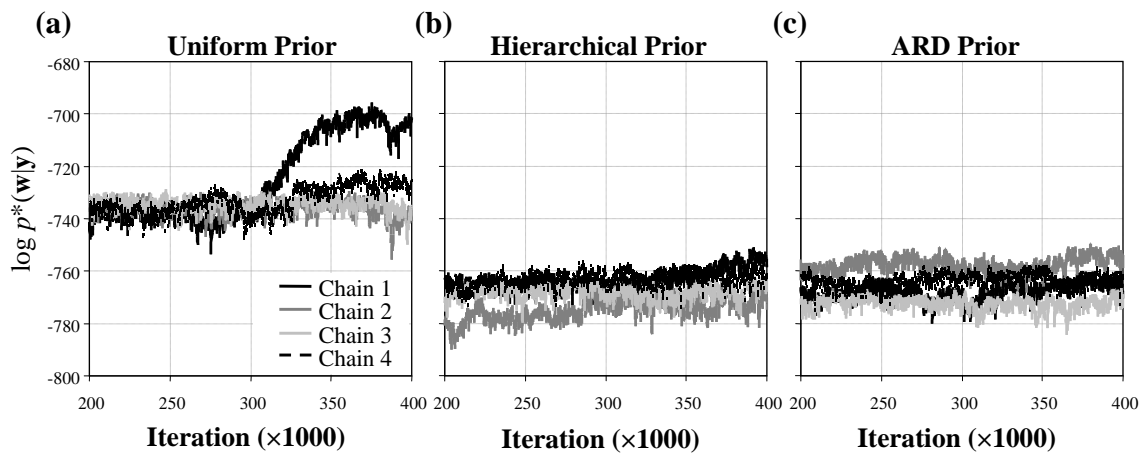 (a)
Uniform Prior
(b)
Hierarchical Prior
(c)
ARD Prior
log p*(w|y)
-680
-700
-720
-740
-760
-780
-800
Chain 1
Chain 2
Chain 3
Chain 4
200 250 300 350 400
200 250 300 350 400
200 250 300 350 400
Iteration (×1000)
Iteration (×1000)
Iteration (×1000)